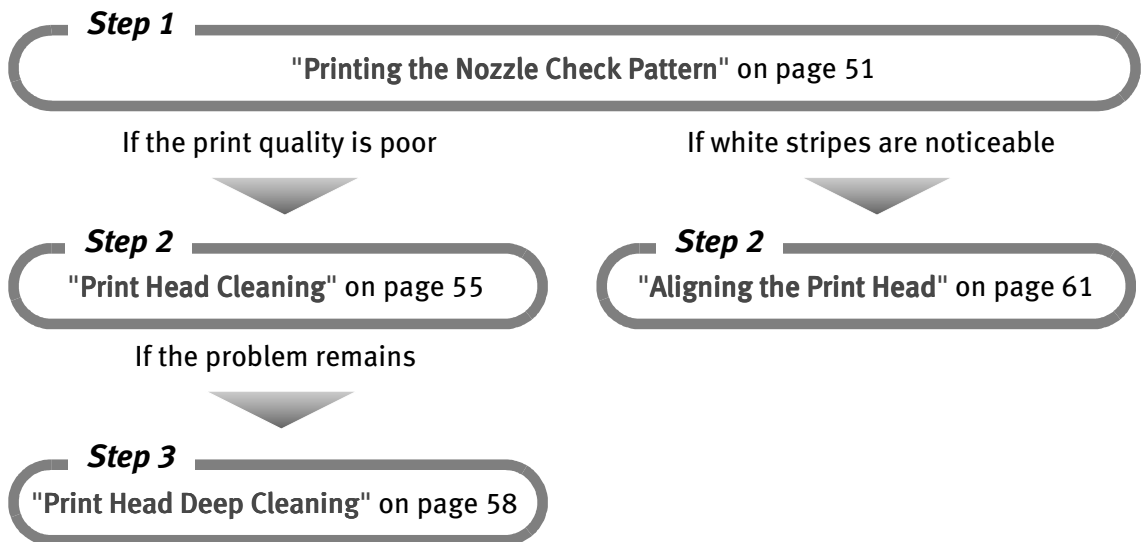 Step 1
"Printing the Nozzle Check Pattern" on page 51
If the print quality is poor
If white stripes are noticeable
Step 2
"Print Head Cleaning" on page 55
Step 2
"Aligning the Print Head" on page 61
If the problem remains
Step 3
"Print Head Deep Cleaning" on page 58